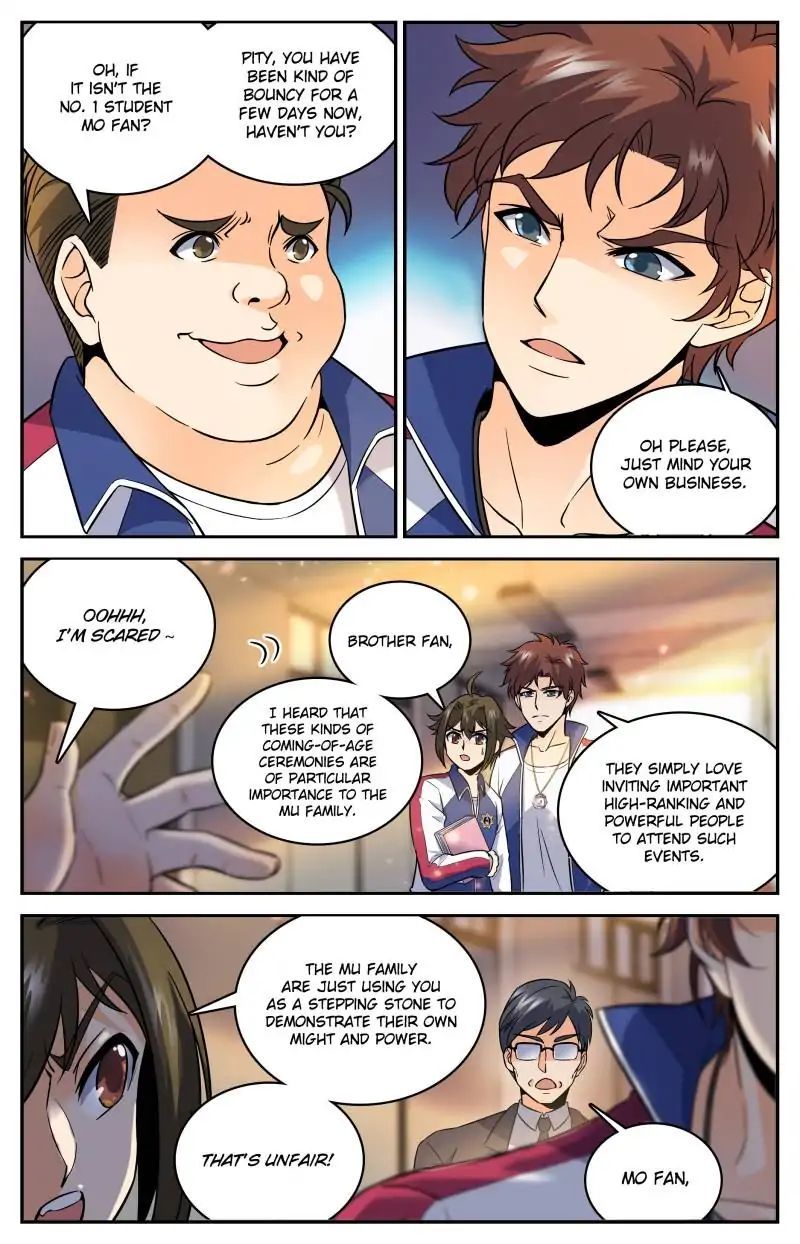 OH, IF
IT ISN'T THE
NO. 1 STUDENT
MO FAN?
PITY, YOU HAVE
BEEN KIND OF
BOUNCY FOR A
FEW DAYS NOW,
HAVEN'T YOU?
OH PLEASE,
JUST MIND YOUR
OWN BUSINESS.
OOHHH,
I'M SCARED ~
BROTHER FAN,
I HEARD THAT
THESE KINDS OF
COMING-OF-AGE
CEREMONIES ARE
OF PARTICULAR
IMPORTANCE TO THE
MU FAMILY.
THEY SIMPLY LOVE
INVITING IMPORTANT
HIGH-RANKING AND
POWERFUL PEOPLE
TO ATTEND SUCH
EVENTS.
THE MU FAMILY
ARE JUST USING YOU
AS A STEPPING STONE TO
DEMONSTRATE THEIR OWN
MIGHT AND POWER.
THAT'S UNFAIR!
MO FAN,